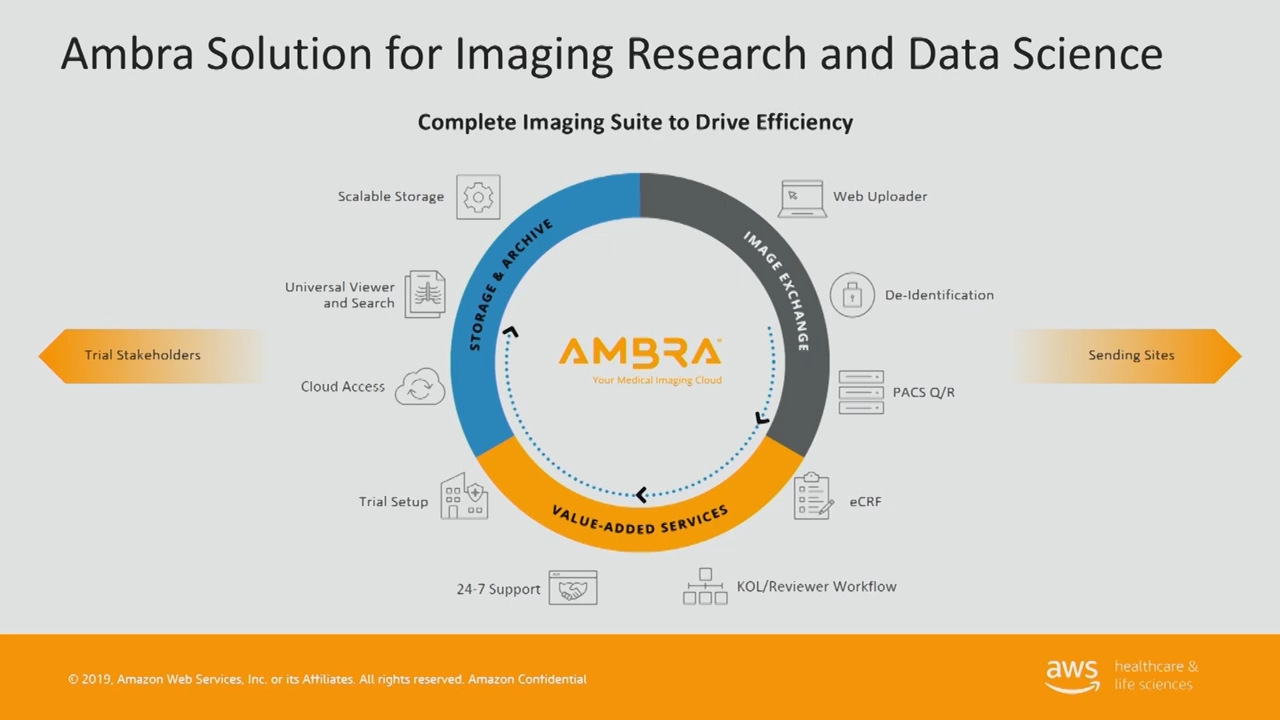 Ambra Solution for Imaging Research and Data Science
Complete Imaging Suite to Drive Efficiency
Scalable Storage
Web Uploader
STORAGE & ARCHIVE
IMAGE EXCHANGE
Universal Viewer
and Search
De-Identification
Trial Stakeholders
AMBRA
Your Medical Imaging Cloud
Sending Sites
Cloud Access
PACS Q/R
Trial Setup
eCRF
VALUE-ADDED SERVICES
24-7 Support
KOL/Reviewer Workflow
© 2019, Amazon Web Services, Inc. or its Affiliates. All rights reserved. Amazon Confidential
aws
healthcare &
life sciences